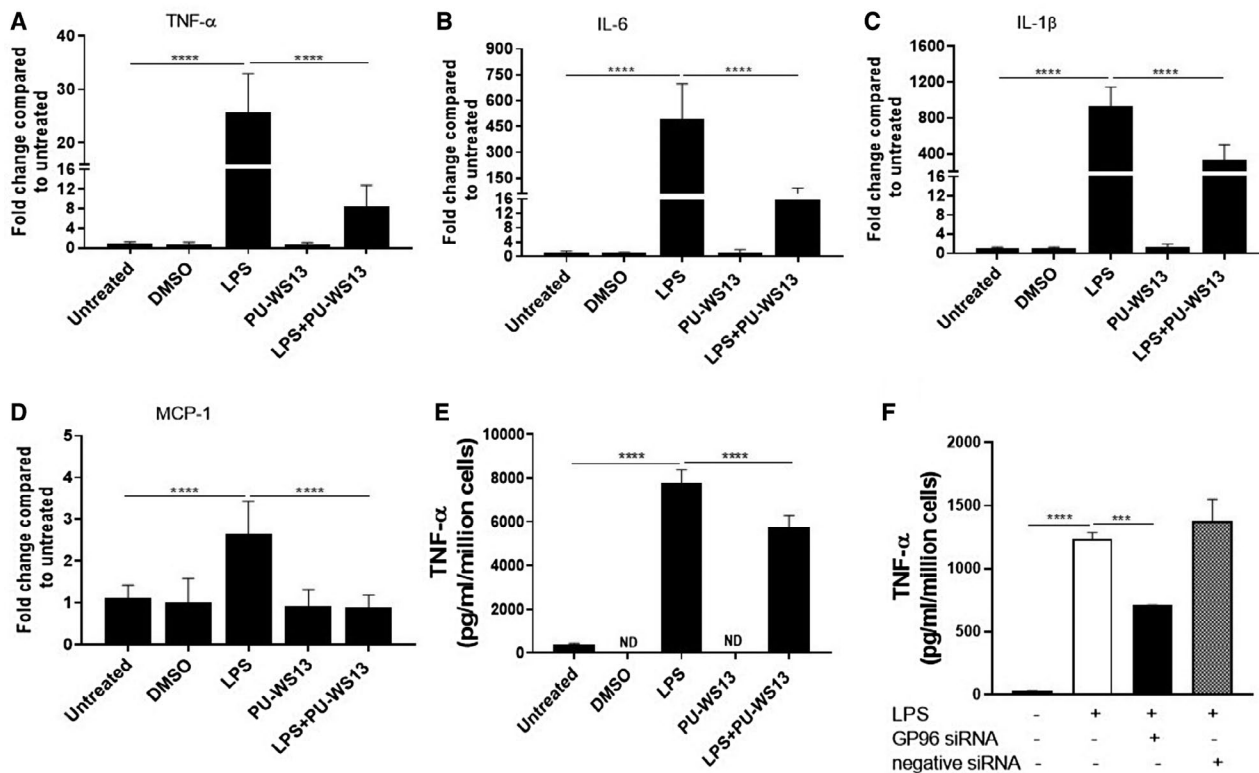 A
TNF-α
Fold change compared
to untreated
40
30
20
16
12
8
4
0
****
****
Untreated
DMSO
LPS
PU-WS13
LPS+PU-WS13
B
IL-6
Fold change compared
to untreated
900
750
600
450
300
150
16
12
8
4
0
****
****
Untreated
DMSO
LPS
PU-WS13
LPS+PU-WS13
C
IL-1β
Fold change compared
to untreated
1600
1200
800
400
16
12
8
4
0
****
****
Untreated
DMSO
LPS
PU-WS13
LPS+PU-WS13
D
MCP-1
Fold change compared
to untreated
5
4
3
2
1
0
****
****
Untreated
DMSO
LPS
PU-WS13
LPS+PU-WS13
E
TNF-α
(pg/ml/million cells)
10000
8000
6000
4000
2000
0
****
****
ND
ND
Untreated
DMSO
LPS
PU-WS13
LPS+PU-WS13
F
TNF-α
(pg/ml/million cells)
2000
1500
1000
500
0
****
***
LPS - + + +
GP96 siRNA - - + -
negative siRNA - - - +